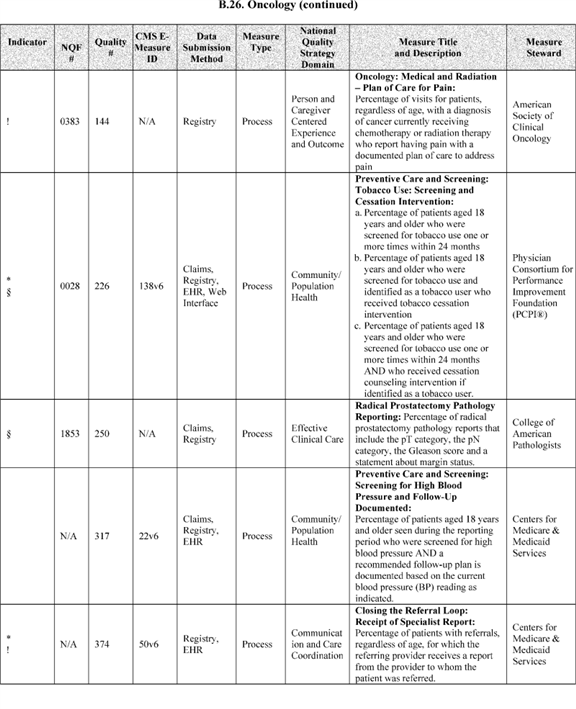 B.26. Oncology (continued)
Indicator
NQF
#
Quality
#
CMS E-
Measure
ID
Data
Submission
Method
Measure
Type
National
Quality
Strategy
Domain
Measure Title
and Description
Measure
Steward
!
0383
144
N/A
Registry
Process
Person and
Caregiver
Centered
Experience
and Outcome
Oncology: Medical and Radiation
– Plan of Care for Pain:
Percentage of visits for patients,
regardless of age, with a diagnosis
of cancer currently receiving
chemotherapy or radiation therapy
who report having pain with a
documented plan of care to address
pain
American
Society of
Clinical
Oncology
*
§
0028
226
138v6
Claims,
Registry,
EHR, Web
Interface
Process
Community/
Population
Health
Preventive Care and Screening:
Tobacco Use: Screening and
Cessation Intervention:
a. Percentage of patients aged 18
years and older who were
screened for tobacco use one or
more times within 24 months
b. Percentage of patients aged 18
years and older who were
screened for tobacco use and
identified as a tobacco user who
received tobacco cessation
intervention
c. Percentage of patients aged 18
years and older who were
screened for tobacco use one or
more times within 24 months
AND who received cessation
counseling intervention if
identified as a tobacco user.
Physician
Consortium for
Performance
Improvement
Foundation
(PCPI®)
§
1853
250
N/A
Claims,
Registry
Process
Effective
Clinical Care
Radical Prostatectomy Pathology
Reporting: Percentage of radical
prostatectomy pathology reports that
include the pT category, the pN
category, the Gleason score and a
statement about margin status.
College of
American
Pathologists
N/A
317
22v6
Claims,
Registry,
EHR
Process
Community/
Population
Health
Preventive Care and Screening:
Screening for High Blood
Pressure and Follow-Up
Documented:
Percentage of patients aged 18 years
and older seen during the reporting
period who were screened for high
blood pressure AND a
recommended follow-up plan is
documented based on the current
blood pressure (BP) reading as
indicated.
Centers for
Medicare &
Medicaid
Services
*
!
N/A
374
50v6
Registry,
EHR
Process
Communicat
ion and Care
Coordination
Closing the Referral Loop:
Receipt of Specialist Report:
Percentage of patients with referrals,
regardless of age, for which the
referring provider receives a report
from the provider to whom the
patient was referred.
Centers for
Medicare &
Medicaid
Services